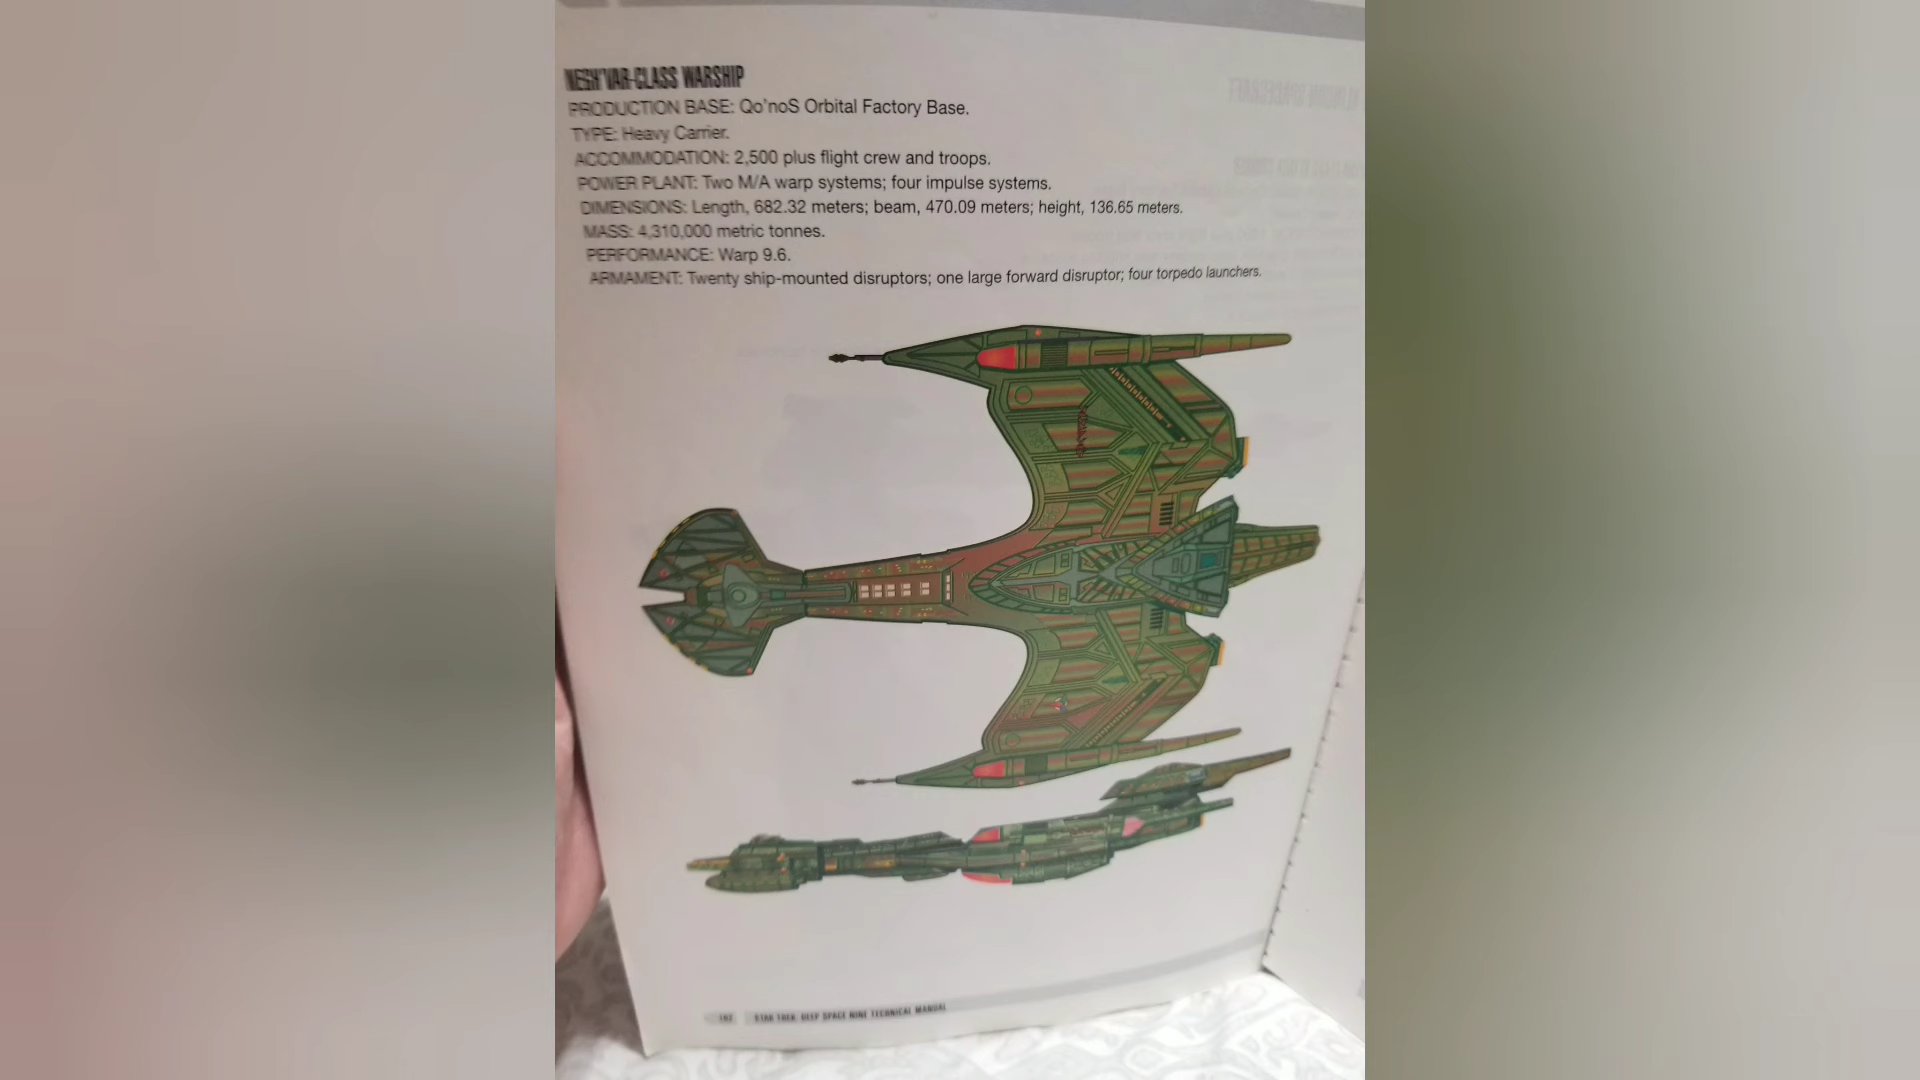 NEGH'VAR-CLASS WARSHIP
PRODUCTION BASE: Qo'noS Orbital Factory Base.
TYPE: Heavy Carrier.
ACCOMMODATION: 2,500 plus flight crew and troops.
POWER PLANT: Two M/A warp systems; four impulse systems.
DIMENSIONS: Length, 682.32 meters; beam, 470.09 meters; height, 136.65 meters.
MASS: 4,310,000 metric tonnes.
PERFORMANCE: Warp 9.6.
ARMAMENT: Twenty ship-mounted disruptors; one large forward disruptor; four torpedo launchers.
STAR TREK: DEEP SPACE NINE TECHNICAL MANUAL